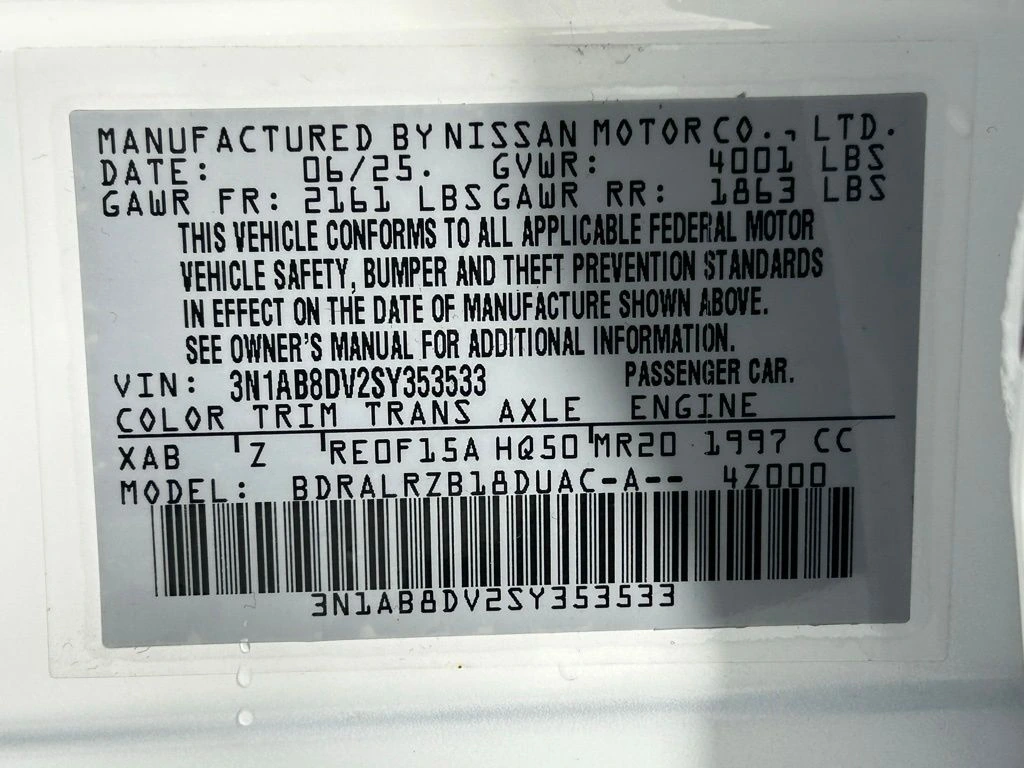 MANUFACTURED BY NISSAN MOTOR CO., LTD.
DATE: 06/25. GVWR: 4001 LBS
GAWR FR: 2161 LBS GAWR RR: 1863 LBS
THIS VEHICLE CONFORMS TO ALL APPLICABLE FEDERAL MOTOR
VEHICLE SAFETY, BUMPER AND THEFT PREVENTION STANDARDS
IN EFFECT ON THE DATE OF MANUFACTURE SHOWN ABOVE.
SEE OWNER'S MANUAL FOR ADDITIONAL INFORMATION.
VIN: 3N1AB8DV2SY353533 PASSENGER CAR.
COLOR TRIM TRANS AXLE ENGINE
XAB Z RE0F15A HQ50 MR20 1997 CC
MODEL: BDRALRZB18DUAC-A-- 4Z000
3N1AB8DV2SY353533